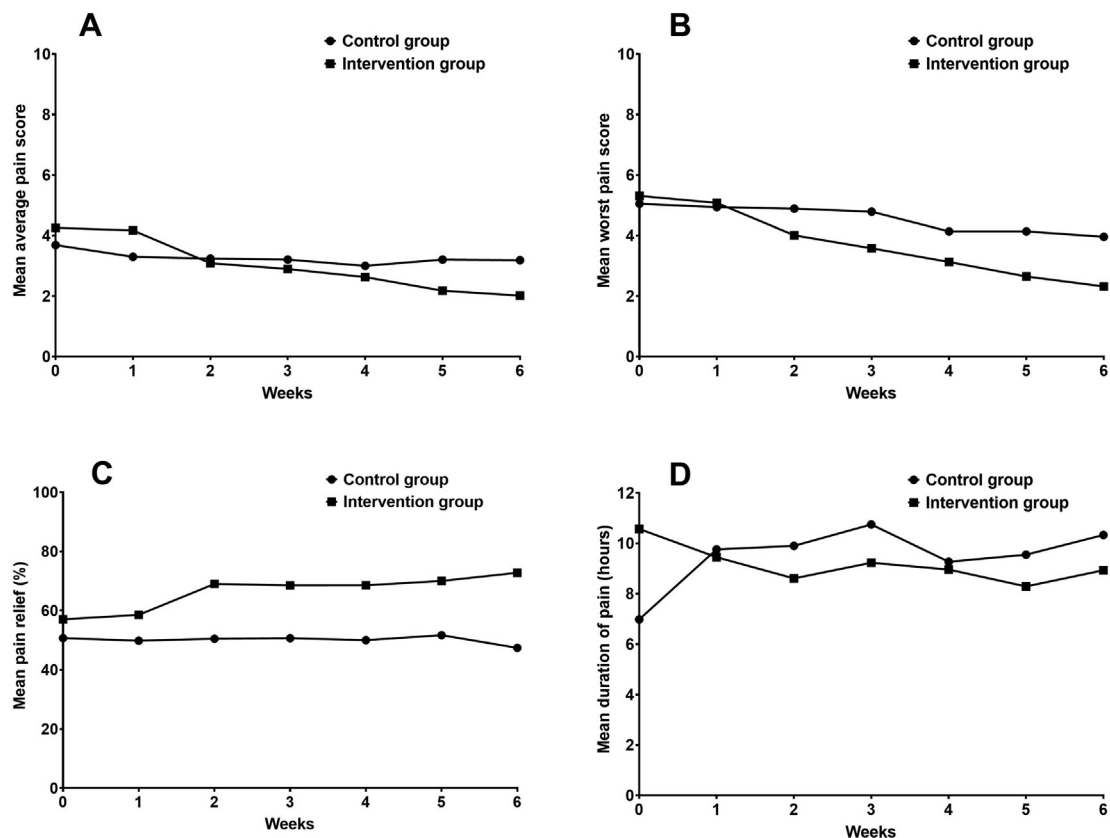 A
Control group
Intervention group
Mean average pain score
10
8
6
4
2
0
0 1 2 3 4 5 6
Weeks
B
Control group
Intervention group
Mean worst pain score
10
8
6
4
2
0
0 1 2 3 4 5 6
Weeks
C
Control group
Intervention group
Mean pain relief (%)
100
80
60
40
20
0
0 1 2 3 4 5 6
Weeks
D
Control group
Intervention group
Mean duration of pain (hours)
12
10
8
6
4
2
0
0 1 2 3 4 5 6
Weeks